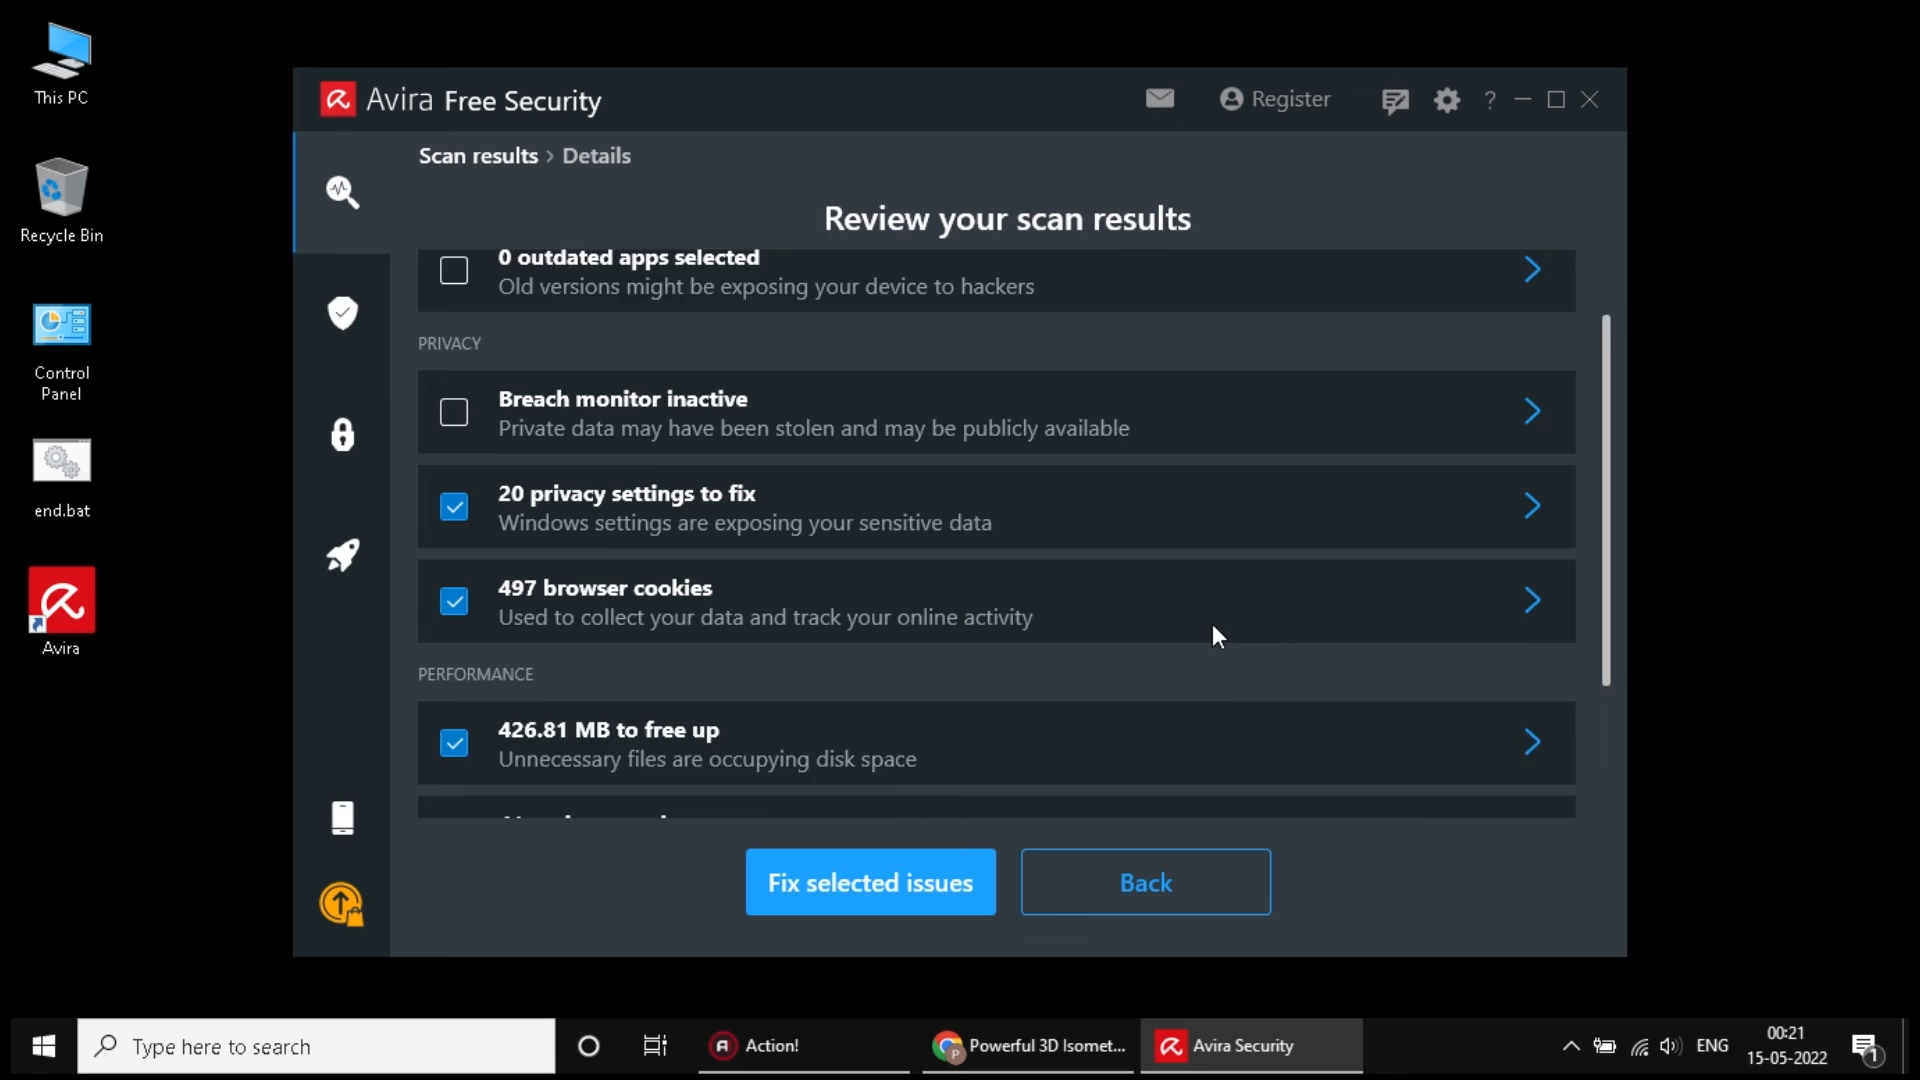 This PC
Recycle Bin
Control
Panel
end.bat
Avira
Avira Free Security
Register
?
Scan results > Details
Review your scan results
0 outdated apps selected
Old versions might be exposing your device to hackers
PRIVACY
Breach monitor inactive
Private data may have been stolen and may be publicly available
20 privacy settings to fix
Windows settings are exposing your sensitive data
497 browser cookies
Used to collect your data and track your online activity
PERFORMANCE
426.81 MB to free up
Unnecessary files are occupying disk space
Fix selected issues
Back
Type here to search
Action!
P
Powerful 3D Isomet...
Avira Security
ENG
00:21
15-05-2022
1